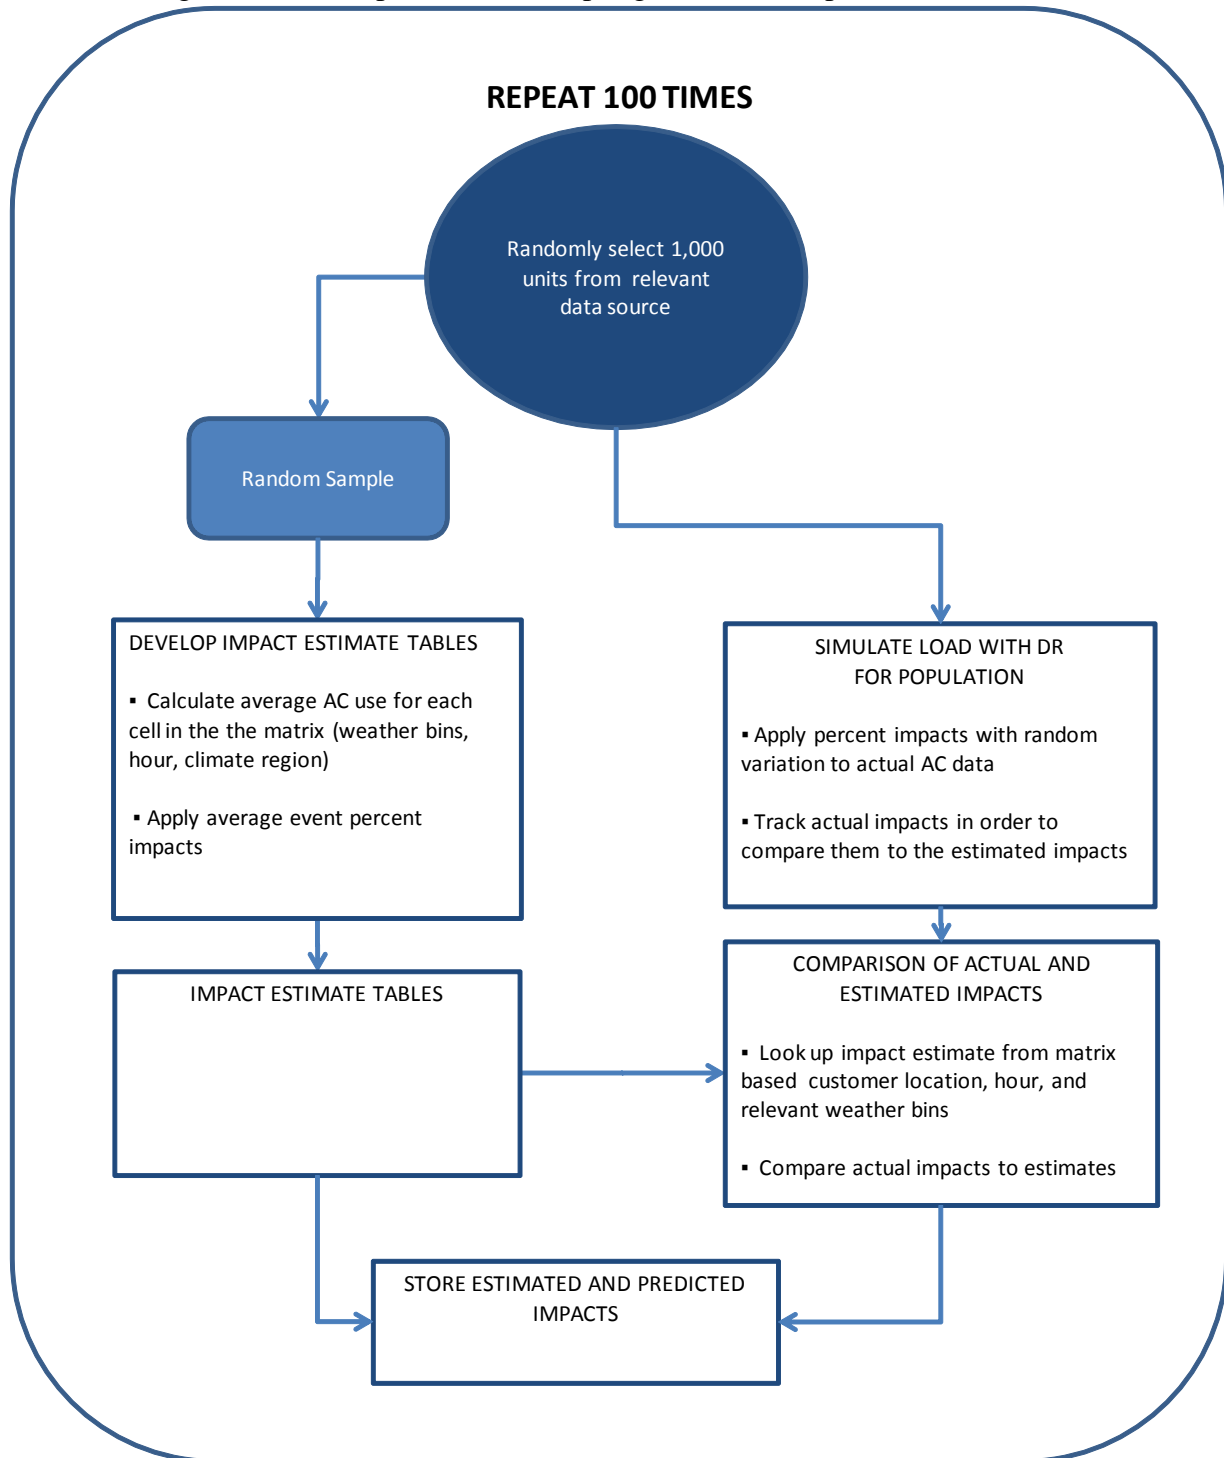 REPEAT 100 TIMES
Randomly select 1,000
units from relevant
data source
Random Sample
DEVELOP IMPACT ESTIMATE TABLES
▪ Calculate average AC use for each
cell in the the matrix (weather bins,
hour, climate region)
▪ Apply average event percent
impacts
SIMULATE LOAD WITH DR
FOR POPULATION
▪ Apply percent impacts with random
variation to actual AC data
▪ Track actual impacts in order to
compare them to the estimated impacts
IMPACT ESTIMATE TABLES
COMPARISON OF ACTUAL AND
ESTIMATED IMPACTS
▪ Look up impact estimate from matrix
based customer location, hour, and
relevant weather bins
▪ Compare actual impacts to estimates
STORE ESTIMATED AND PREDICTED
IMPACTS